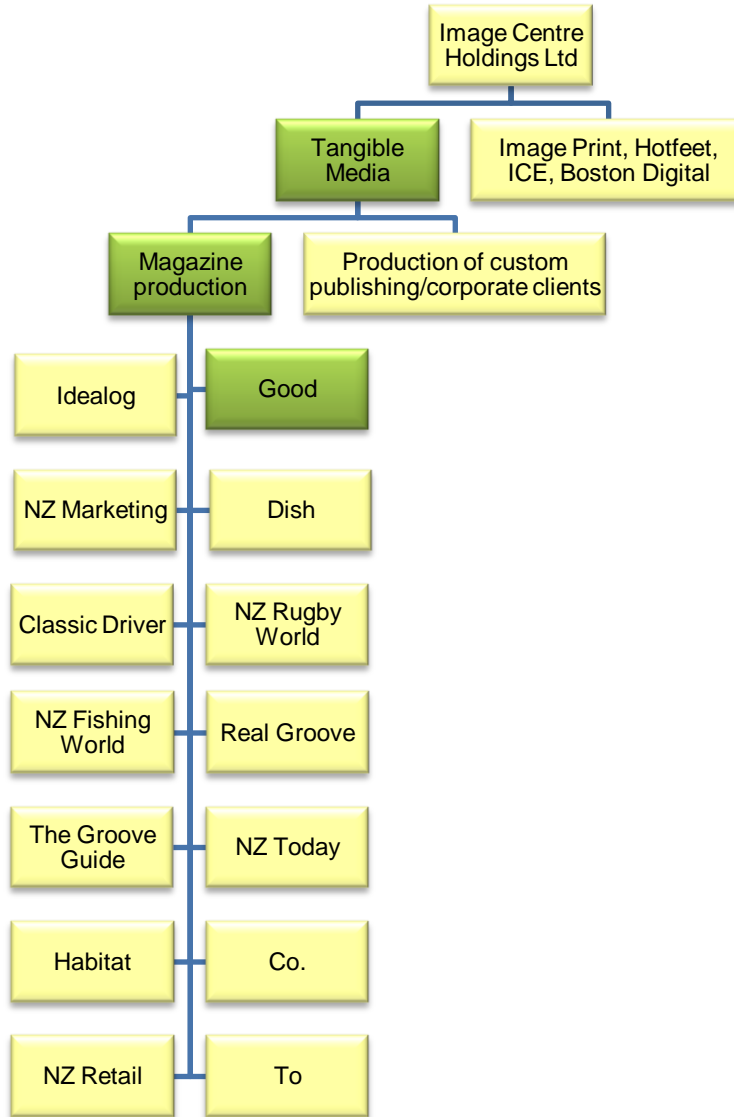 Image Centre
Holdings Ltd
Tangible
Media
Image Print, Hotfeet,
ICE, Boston Digital
Magazine
production
Production of custom
publishing/corporate clients
Idealog
Good
NZ Marketing
Dish
Classic Driver
NZ Rugby
World
NZ Fishing
World
Real Groove
The Groove
Guide
NZ Today
Habitat
Co.
NZ Retail
To